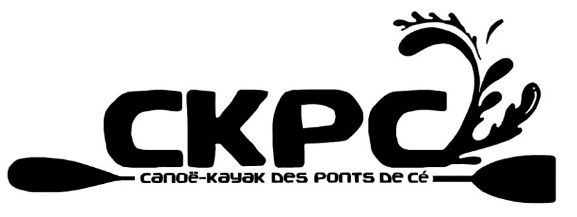 CKPC
CANOË-KAYAK DES PONTS DE CÉ